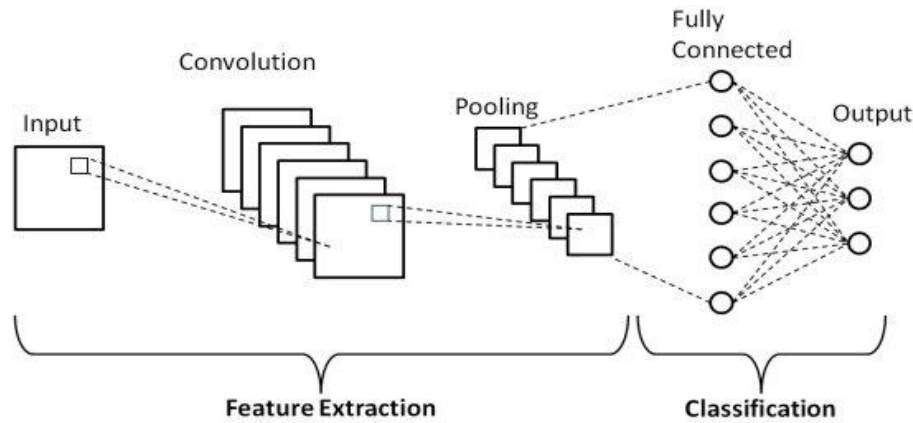 Input
Convolution
Pooling
Fully
Connected
Output
Feature Extraction
Classification